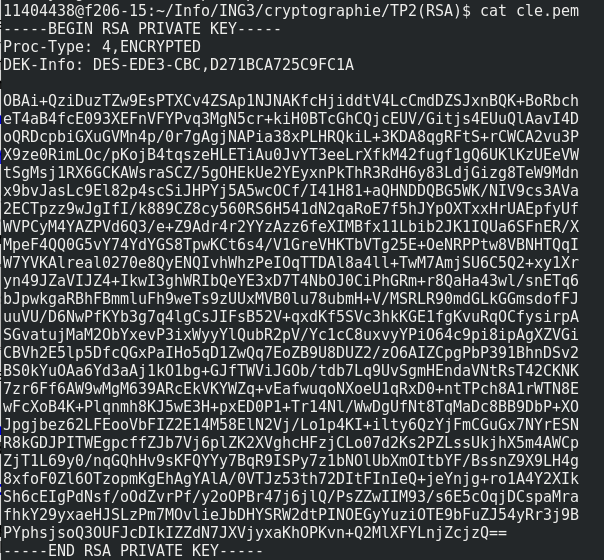 11404438@f206-15:~/Info/ING3/cryptographie/TP2(RSA)$ cat cle.pem
-----BEGIN RSA PRIVATE KEY-----
Proc-Type: 4,ENCRYPTED
DEK-Info: DES-EDE3-CBC,D271BCA725C9FC1A
OBAi+QziDuzTZw9EsPTXCv4ZSAp1NJNAKfcHjiddtV4LcCmdDZSJxnBQK+BoRbch
eT4aB4fcE093XEFnVFYPvq3MgN5cr+kiH0BTcGhCQjcEUV/Gitjs4EUuQlAavI4D
oQRDcpbiGXuGVMn4p/0r7gAgjNAPia38xPLHRQkiL+3KDA8qgRFtS+rCWCA2vu3P
X9ze0RimLOc/pKojB4tqszeHLETiAu0JvYT3eeLrXfkM42fugf1gQ6UKlKzUEeVW
tSgMsj1RX6GCKAWsraSCZ/5gOHEkUe2YEyxnPkThR3RdH6y83LdjGizg8TeW9Mdn
x9bvJasLc9El82p4scSiJHPYj5A5wcOCf/I41H81+aQHNDDQBG5WK/NIV9cs3AVa
2ECTpzz9wJgIfI/k889CZ8cy560RS6H541dN2qaRoE7f5hJYpOXTxxHrUAEpfyUf
WVPCyM4YAZPVd6Q3/e+Z9Adr4r2YYzAzz6feXIMBfx11Lbib2JK1IQUa6SFnER/X
MpeF4QQ0G5vY74YdYGS8TpwKCt6s4/V1GreVHKTbVTg25E+OeNRPPtw8VBNHTQqI
W7YVKAlreal0270e8QyENQIvhWhzPeIOqTTDAl8a4ll+TwM7AmjSU6C5Q2+xy1Xr
yn49JZaVIJZ4+IkwI3ghWRIbQeYE3xD7T4NbOJ0CiPhGRm+r8QaHa43wl/snETq6
bJpwkgaRBhFBmmluFh9weTs9zUUxMVB0lu78ubmH+V/MSRLR90mdGLkGGmsdofFJ
uuVU/D6NwPfKYb3g7q4lgCsJIFsB52V+qxdKf5SVc3hkKGE1fgKvuRqOCfysirpA
SGvatujMaM2ObYxevP3ixWyyYlQubR2pV/Yc1cC8uxvyYPiO64c9pi8ipAgXZVGi
CBVh2E5lp5DfcQGxPaIHo5qD1ZwQq7EoZB9U8DUZ2/zO6AIZCpgPbP391BhnDSv2
BS0kYuOAa6Yd3aAj1kO1bg+GJfTWViJGOb/tdb7Lq9UvSgmHEndaVNtRsT42CKNK
7zr6Ff6AW9wMgM639ARcEkVKYWZq+vEafwuqoNXoeU1qRxD0+ntTPch8A1rWTN8E
wFcXoB4K+Plqnmh8KJ5wE3H+pxED0P1+Tr14Nl/WwDgUfNt8TqMaDc8BB9DbP+XO
Jpgjbez62LFEooVbFIZ2E14M58ElN2Vj/Lo1p4KI+ilty6QzYjFmCGuGx7NYrESN
R8kGDJPITWEgpcffZJb7Vj6plZK2XVghcHFzjCLo07d2Ks2PZLssUkjhX5m4AWCp
ZjT1L69y0/nqGQhHv9sKFQYYy7BqR9ISPy7z1bNOlUbXmOItbYF/BssnZ9X9LH4g
8xfoF0Zl6OTzopmKgEhAgYAlA/0VTJz53th72DItFInIeQ+jeYnjg+ro1A4Y2XIk
Sh6cEIgPdNsf/oOdZvrPf/y2oOPBr47j6jlQ/PsZZwIIM93/s6E5cOqjDCspaMra
fhkY29yxaeHJSLzPm7MOvlieJbDHYSRW2dtPINOEGyYuziOTE9bFuZJ54yRr3j9B
PYphsjsoQ3OUFJcDIkIZZdN7JXVjyxaKhOPKvn+Q2MlXFYLnjZcjzQ==
-----END RSA PRIVATE KEY-----